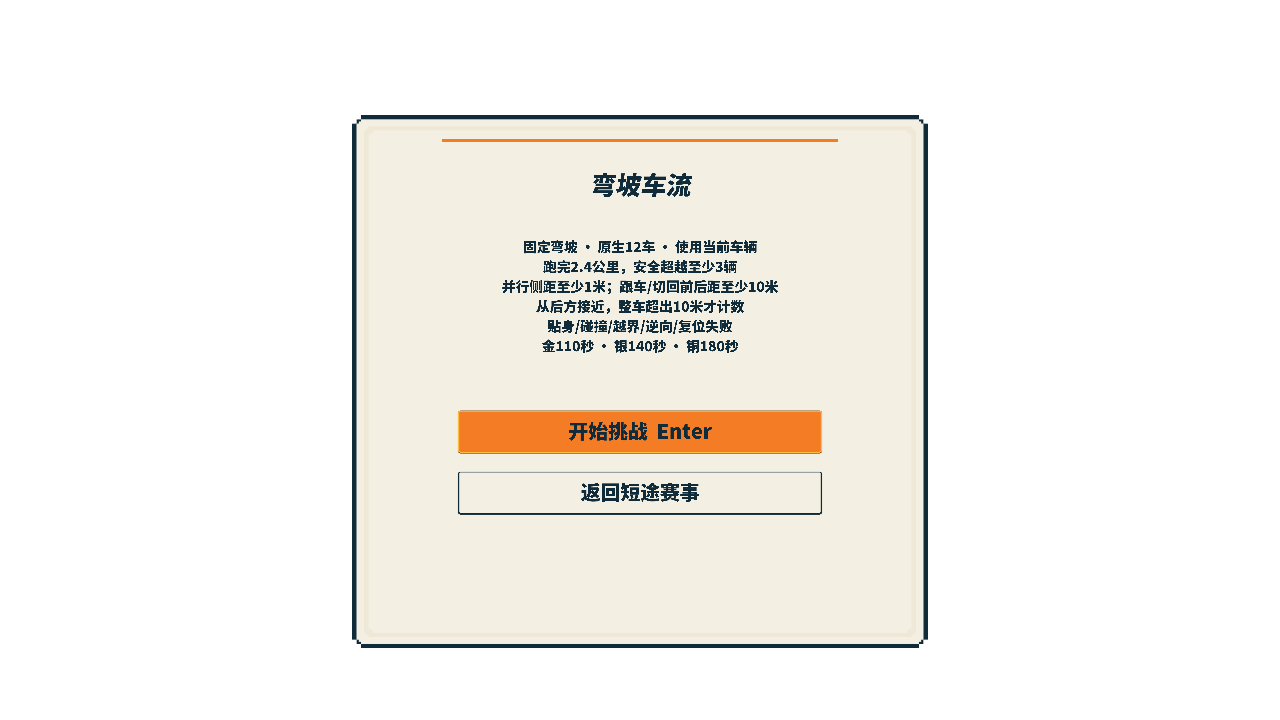 弯坡车流
固定弯坡 · 原生12车 · 使用当前车辆
跑完2.4公里，安全超越至少3辆
并行侧距至少1米；跟车/切回前后距至少10米
从后方接近，整车超出10米才计数
贴身/碰撞/越界/逆向/复位失败
金110秒 · 银140秒 · 铜180秒
开始挑战 Enter
返回短途赛事